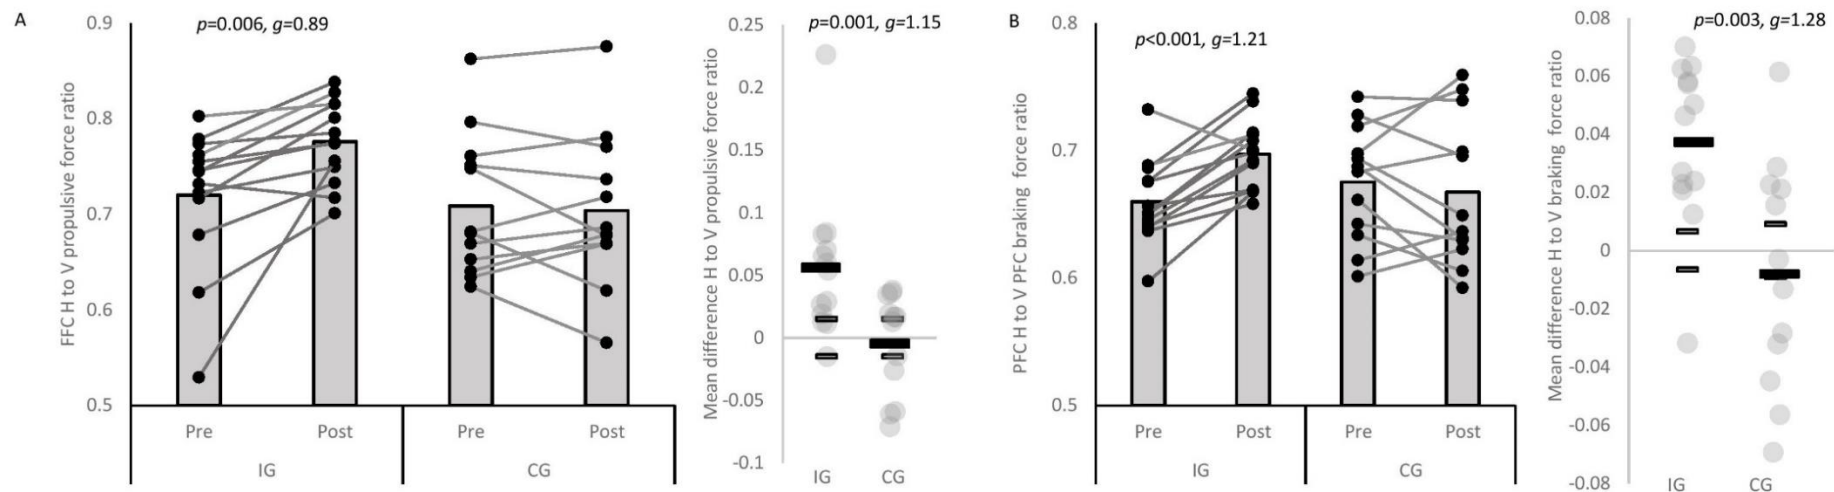 A
p=0.006, g=0.89
FFC H to V propulsive force ratio
0.9
0.8
0.7
0.6
0.5
Pre
Post
Pre
Post
IG
CG
p=0.001, g=1.15
Mean difference H to V propulsive force ratio
0.25
0.2
0.15
0.1
0.05
0
-0.05
-0.1
IG
CG
B
p<0.001, g=1.21
PFC H to V PFC braking force ratio
0.8
0.7
0.6
0.5
Pre
Post
Pre
Post
IG
CG
p=0.003, g=1.28
Mean difference H to V braking force ratio
0.08
0.06
0.04
0.02
0
-0.02
-0.04
-0.06
-0.08
IG
CG